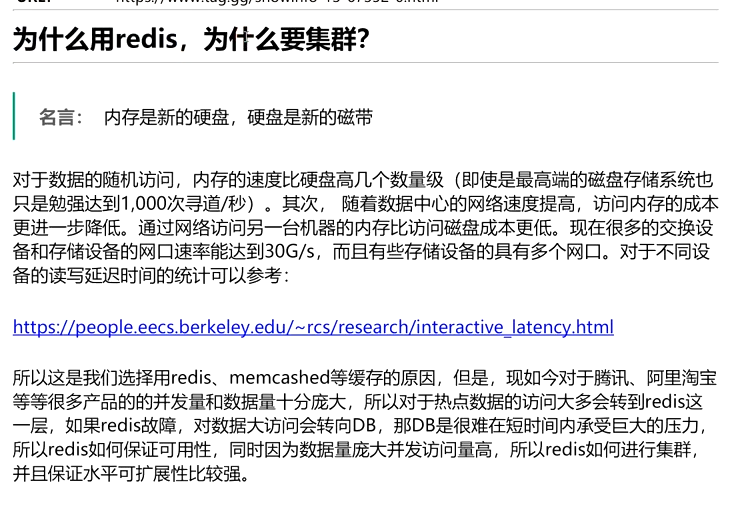 为什么用redis，为什么要集群？
名言： 内存是新的硬盘，硬盘是新的磁带
对于数据的随机访问，内存的速度比硬盘高几个数量级（即使是最高端的磁盘存储系统也
只是勉强达到1,000次寻道/秒）。其次， 随着数据中心的网络速度提高，访问内存的成本
更进一步降低。通过网络访问另一台机器的内存比访问磁盘成本更低。现在很多的交换设
备和存储设备的网口速率能达到30G/s，而且有些存储设备的具有多个网口。对于不同设
备的读写延迟时间的统计可以参考：
https://people.eecs.berkeley.edu/~rcs/research/interactive_latency.html
所以这是我们选择用redis、memcashed等缓存的原因，但是，现如今对于腾讯、阿里淘宝
等等很多产品的的并发量和数据量十分庞大，所以对于热点数据的访问大多会转到redis这
一层，如果redis故障，对数据大访问会转向DB，那DB是很难在短时间内承受巨大的压力，
所以redis如何保证可用性，同时因为数据量庞大并发访问量高，所以redis如何进行集群，
并且保证水平可扩展性比较强。